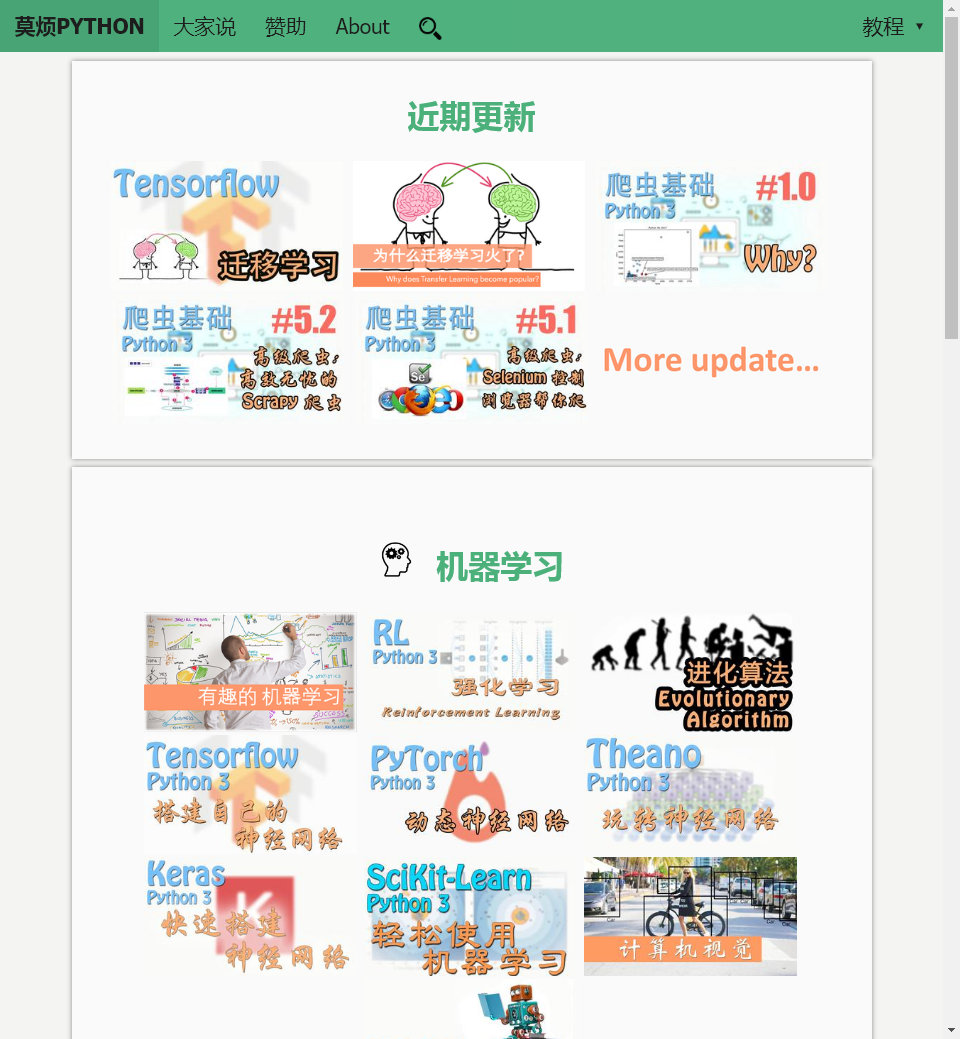 莫烦PYTHON 大家说 赞助 About 教程
近期更新
Tensorflow
迁移学习
为什么迁移学习火了?
Why does Transfer Learning become popular?
爬虫基础 #1.0
Python 3
Why?
爬虫基础 #5.2
Python 3
高级爬虫:
高效无忧的
Scrapy 爬虫
爬虫基础 #5.1
Python 3
高级爬虫:
Selenium 控制
浏览器帮你爬
Se
More update...
机器学习
有趣的 机器学习
RL
Python 3
强化学习
Reinforcement Learning
进化算法
Evolutionary
Algorithm
Tensorflow
Python 3
搭建自己的
神经网络
PyTorch
Python 3
动态神经网络
Theano
Python 3
玩转神经网络
Keras
Python 3
K
快速搭建
神经网络
SciKit-Learn
Python 3
轻松使用
机器学习
计算机视觉